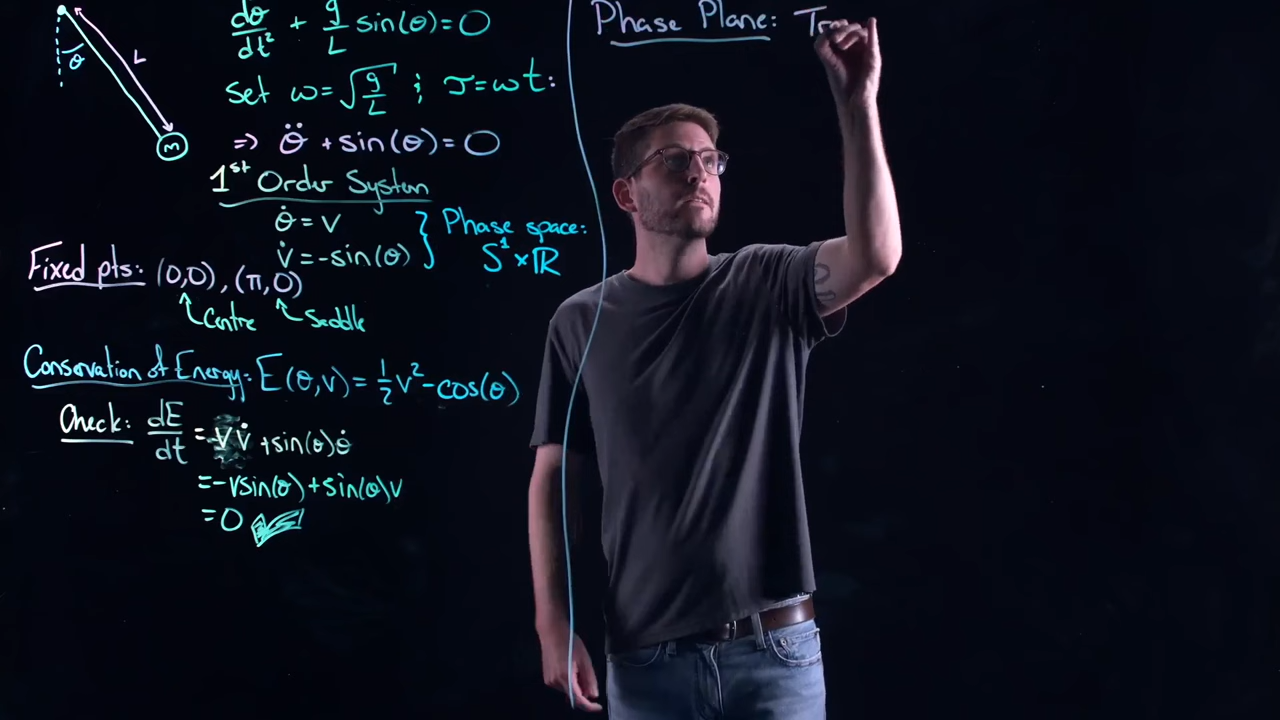 θ
L
m
dθ/dt² + g/L sin(θ)=0
Set ω=√(g/L) ; τ=ωt:
=> θ̈ +sin(θ)=0
1st Order System
θ̇ = v
v̇ = -sin(θ)
} Phase space:
S¹×ℝ
Fixed pts: (0,0), (π,0)
Centre
Saddle
Conservation of Energy: E(θ,v)=½v²-cos(θ)
Check: dE/dt = vv̇ +sin(θ)θ̇
=-vsin(θ)+sin(θ)v
=0
Phase Plane: